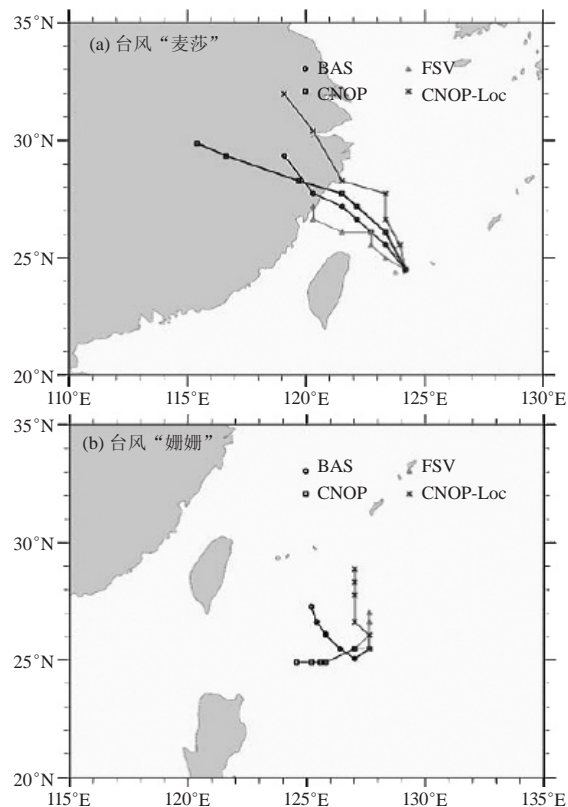 35°N
(a) 台风“麦莎”
BAS FSV
CNOP CNOP-Loc
30°N
25°N
20°N
110°E 115°E 120°E 125°E 130°E
35°N
(b) 台风“姗姗”
BAS FSV
CNOP CNOP-Loc
30°N
25°N
20°N
115°E 120°E 125°E 130°E 135°E